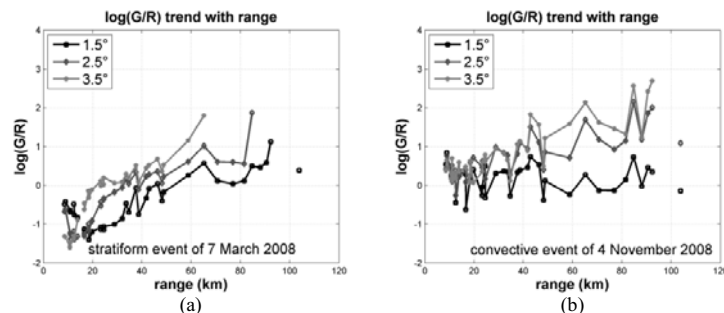 log(G/R) trend with range
1.5°
2.5°
3.5°
log(G/R)
4
3
2
1
0
-1
-2
0 20 40 60 80 100 120
stratiform event of 7 March 2008
range (km)
(a)
log(G/R) trend with range
1.5°
2.5°
3.5°
log(G/R)
4
3
2
1
0
-1
-2
0 20 40 60 80 100 120
convective event of 4 November 2008
range (km)
(b)